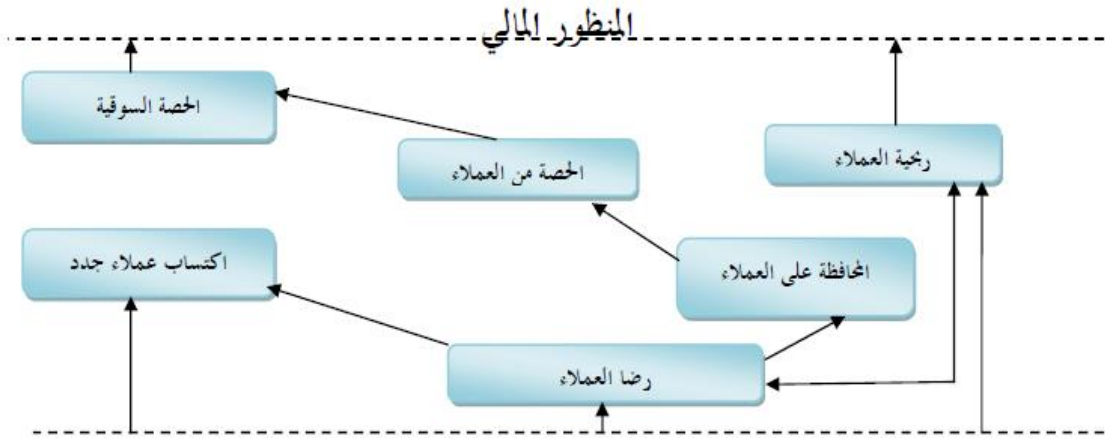 المنظور المالي
الحصة السوقية
الحصة من العملاء
ربحية العملاء
اكتساب عملاء جدد
المحافظة على العملاء
رضا العملاء